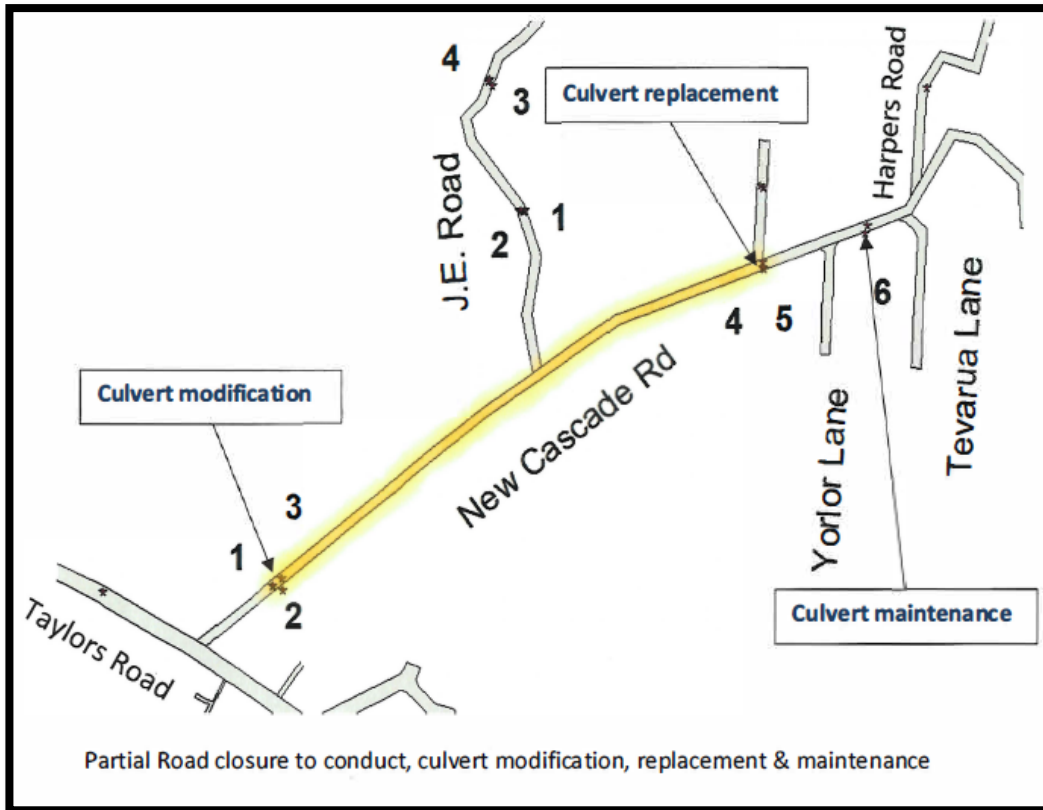 4
3
Culvert replacement
Harpers Road
J.E. Road
1
2
4
5
6
Culvert modification
New Cascade Rd
Yorlor Lane
Tevarua Lane
3
1
2
Culvert maintenance
Taylors Road
Partial Road closure to conduct, culvert modification, replacement & maintenance